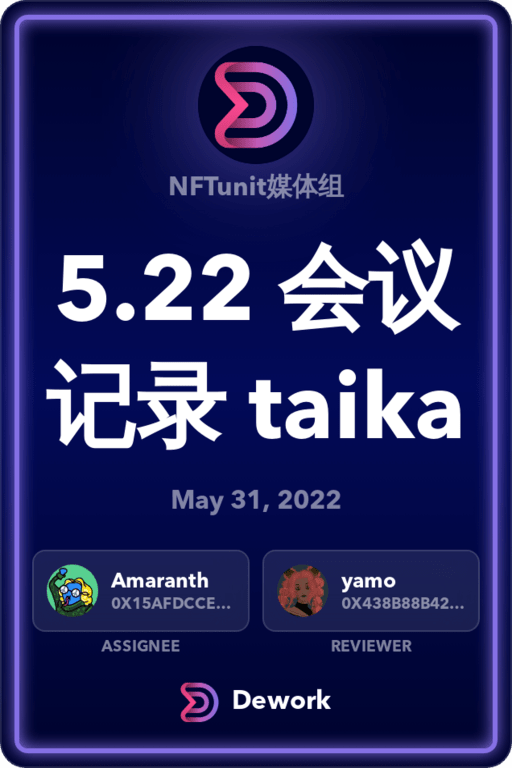 NFTunit媒体组
5.22 会议
记录 taika
May 31, 2022
Amaranth
0X15AFDCCE...
yamo
0X438B88B42...
ASSIGNEE
REVIEWER
Dework